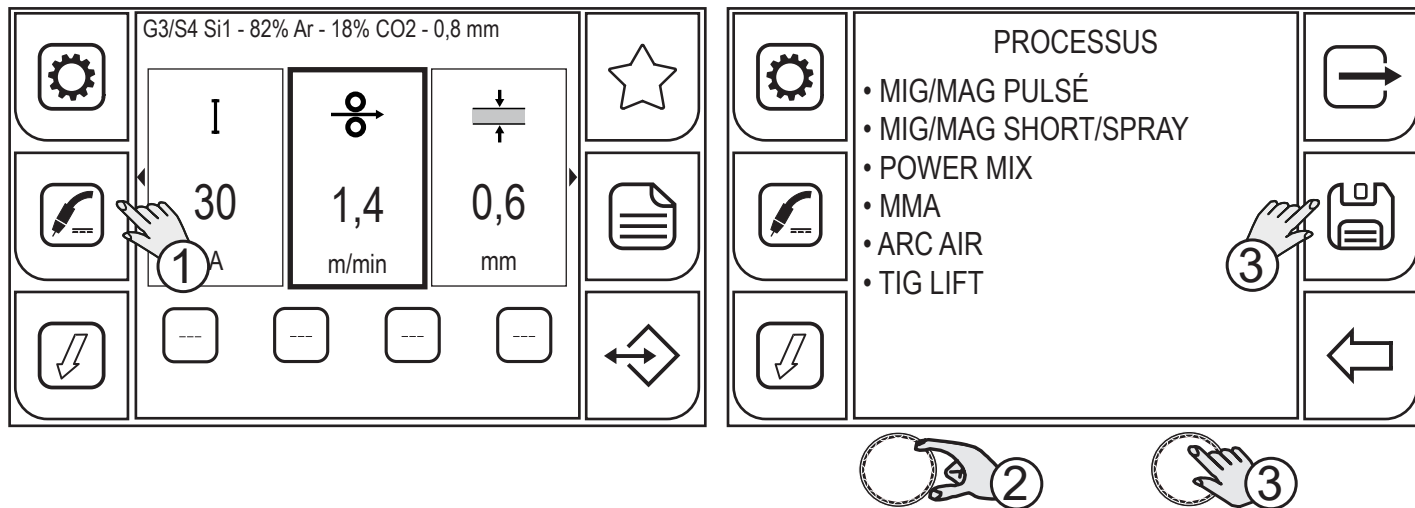 G3/S4 Si1 - 82% Ar - 18% CO2 - 0,8 mm
I
30
A
1,4
m/min
0,6
mm
---
---
---
---
1
PROCESSUS
• MIG/MAG PULSÉ
• MIG/MAG SHORT/SPRAY
• POWER MIX
• MMA
• ARC AIR
• TIG LIFT
3
2
3